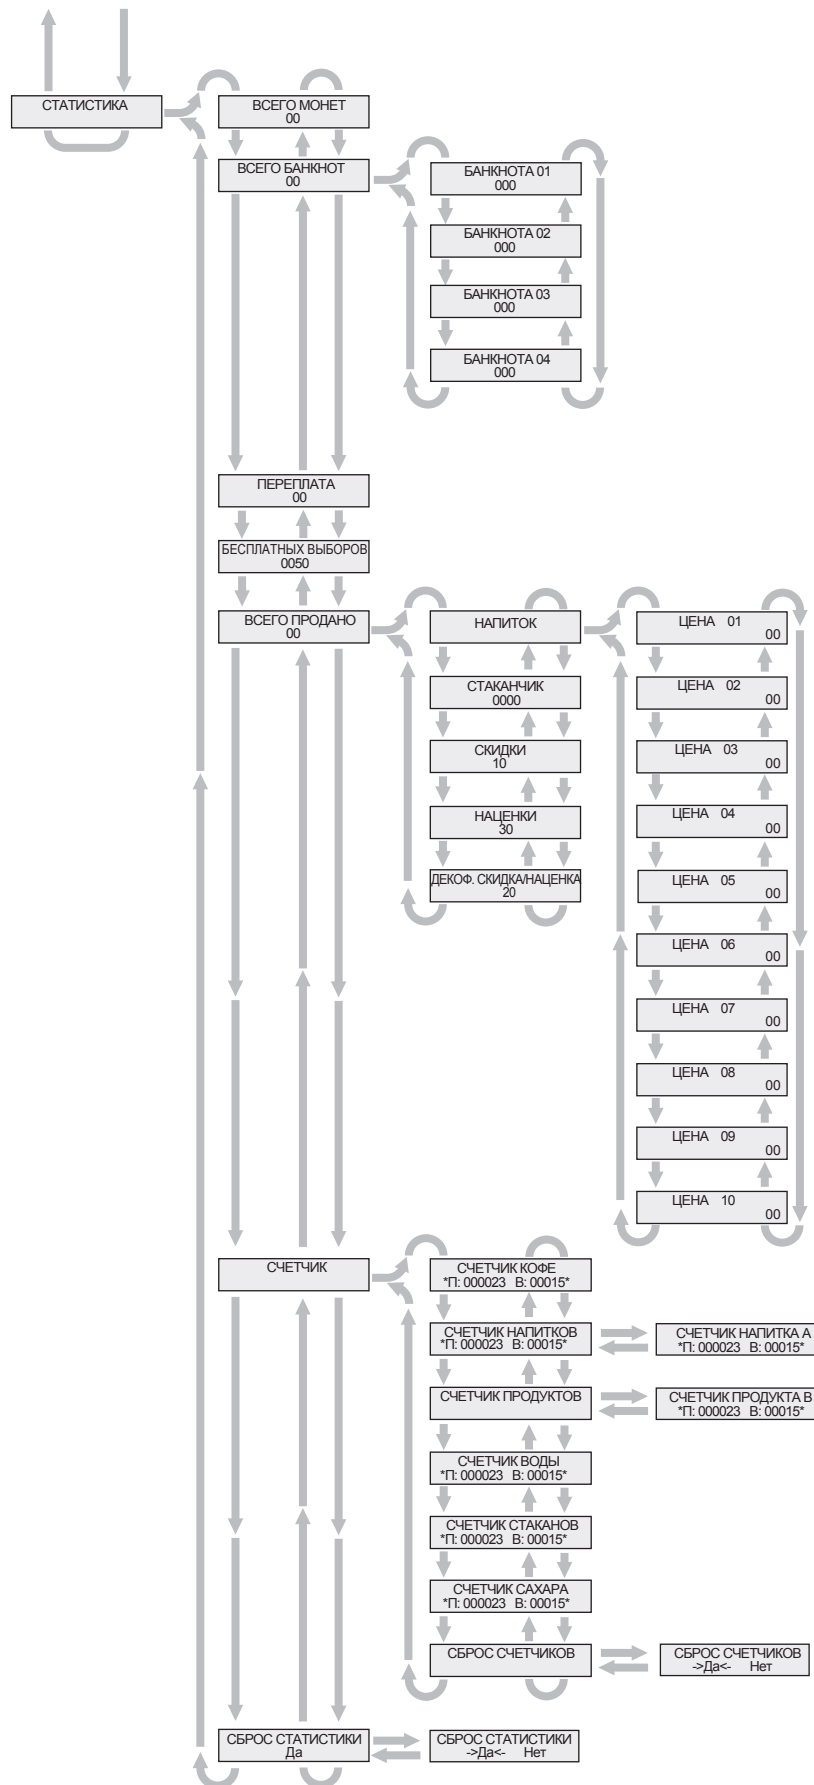 СТАТИСТИКА
ВСЕГО МОНЕТ
00
ВСЕГО БАНКНОТ
00
БАНКНОТА 01
000
БАНКНОТА 02
000
БАНКНОТА 03
000
БАНКНОТА 04
000
ПЕРЕПЛАТА
00
БЕСПЛАТНЫХ ВЫБОРОВ
0050
ВСЕГО ПРОДАНО
00
НАПИТОК
СТАКАНЧИК
0000
СКИДКИ
10
НАЦЕНКИ
30
ДЕКОФ. СКИДКА/НАЦЕНКА
20
ЦЕНА 01
00
ЦЕНА 02
00
ЦЕНА 03
00
ЦЕНА 04
00
ЦЕНА 05
00
ЦЕНА 06
00
ЦЕНА 07
00
ЦЕНА 08
00
ЦЕНА 09
00
ЦЕНА 10
00
СЧЕТЧИК
СЧЕТЧИК КОФЕ
*П: 000023 В: 00015*
СЧЕТЧИК НАПИТКОВ
*П: 000023 В: 00015*
СЧЕТЧИК НАПИТКА А
*П: 000023 В: 00015*
СЧЕТЧИК ПРОДУКТОВ
СЧЕТЧИК ПРОДУКТА В
*П: 000023 В: 00015*
СЧЕТЧИК ВОДЫ
*П: 000023 В: 00015*
СЧЕТЧИК СТАКАНОВ
*П: 000023 В: 00015*
СЧЕТЧИК САХАРА
*П: 000023 В: 00015*
СБРОС СЧЕТЧИКОВ
СБРОС СЧЕТЧИКОВ
->Да<- Нет
СБРОС СТАТИСТИКИ
Да
СБРОС СТАТИСТИКИ
->Да<- Нет